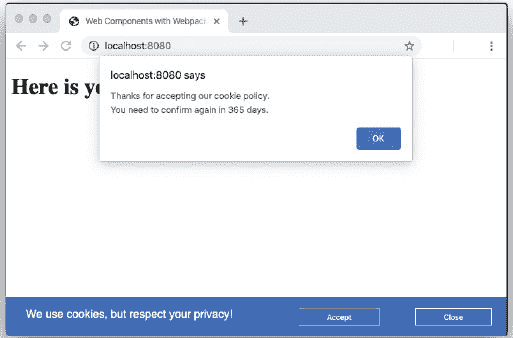 Web Components with Webpac
localhost:8080
localhost:8080 says
Thanks for accepting our cookie policy.
You need to confirm again in 365 days.
OK
Here is
We use cookies, but respect your privacy!
Accept
Close